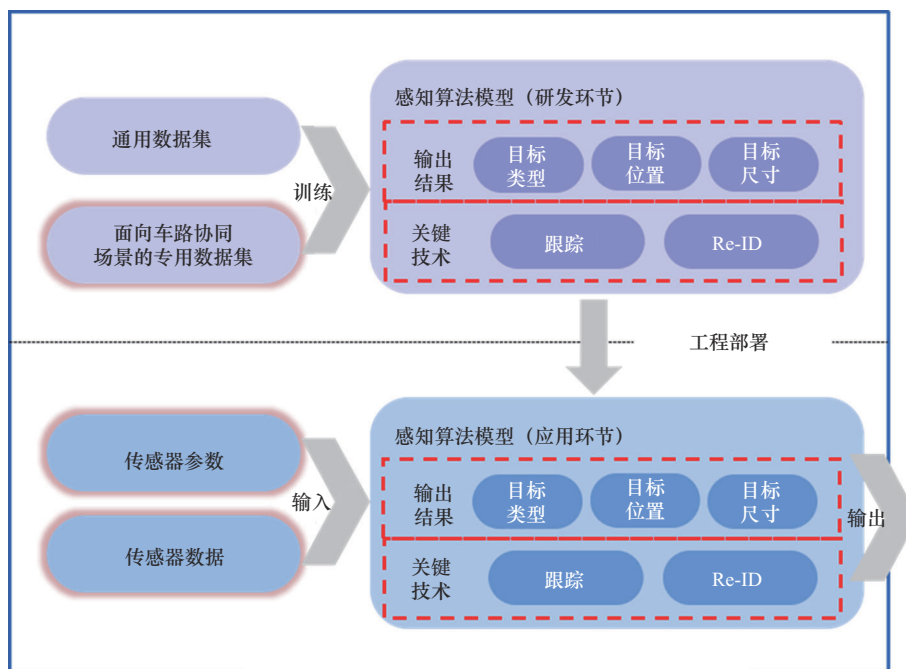 感知算法模型（研发环节）
通用数据集
训练
面向车路协同
场景的专用数据集
输出
结果
目标
类型
目标
位置
目标
尺寸
关键
技术
跟踪
Re-ID
工程部署
感知算法模型（应用环节）
传感器参数
输入
传感器数据
输出
结果
目标
类型
目标
位置
目标
尺寸
输出
关键
技术
跟踪
Re-ID